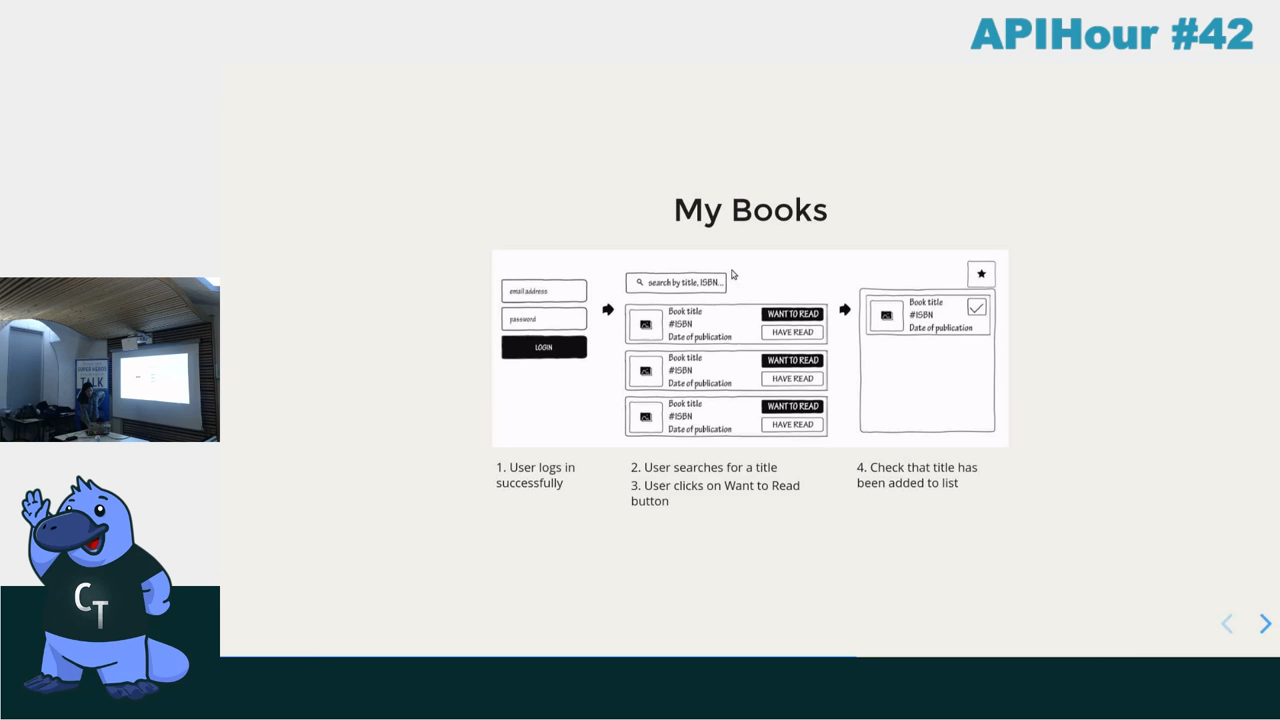 APIHour #42
My Books
email address
password
LOGIN
search by title, ISBN...
Book title
#ISBN
Date of publication
WANT TO READ
HAVE READ
Book title
#ISBN
Date of publication
WANT TO READ
HAVE READ
Book title
#ISBN
Date of publication
WANT TO READ
HAVE READ
Book title
#ISBN
Date of publication
1. User logs in
successfully
2. User searches for a title
3. User clicks on Want to Read
button
4. Check that title has
been added to list
SUPER HEROES
TALK
CT